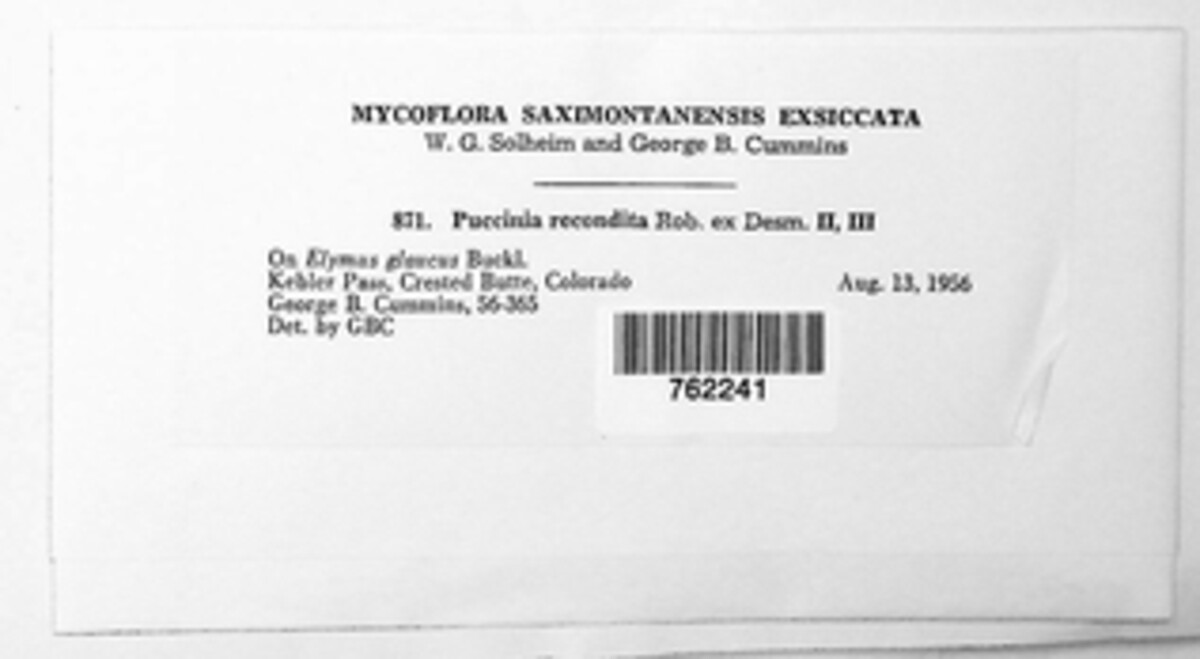 MYCOFLORA SAXIMONTANENSIS EXSICCATA
W. G. Solheim and George B. Cummins
871. Puccinia recondita Rob. ex Desm. II, III
On Elymus glaucus Buckl.
Kebler Pass, Crested Butte, Colorado Aug. 13, 1956
George B. Cummins, 56-365
Det. by GBC
762241